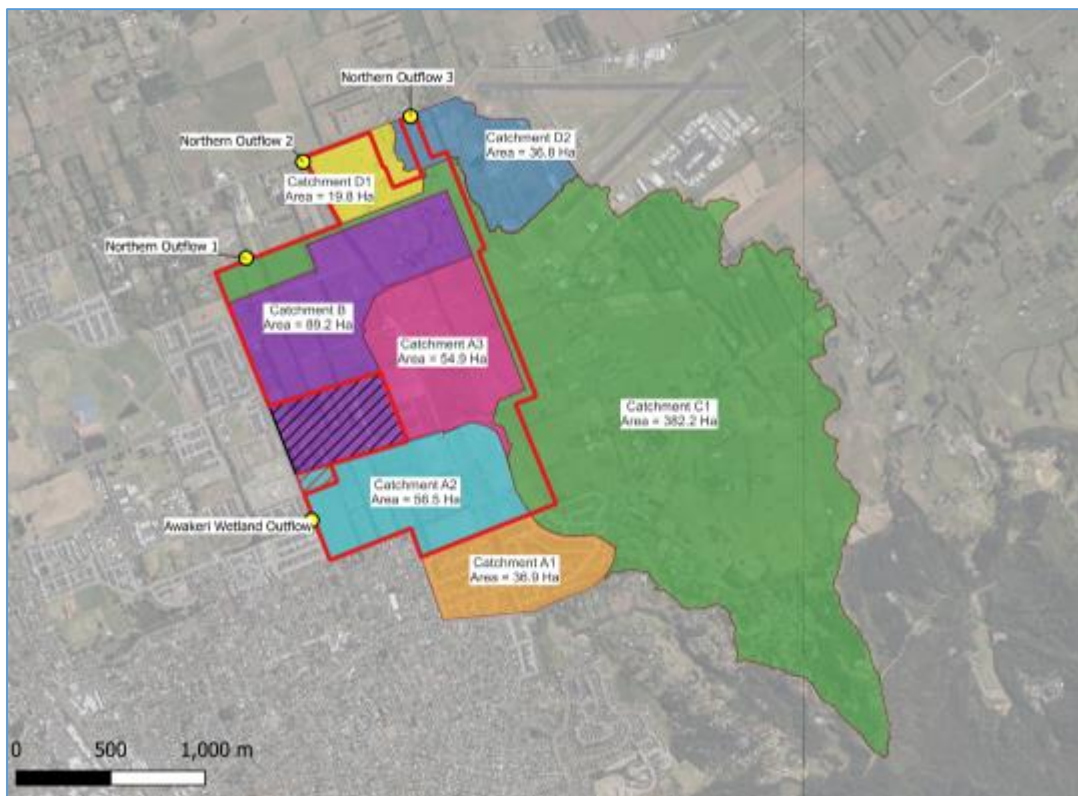 Northern Outflow 3
Northern Outflow 2
Catchment D2
Area = 36.8 Ha
Catchment D1
Area = 19.8 Ha
Northern Outflow 1
Catchment B
Area = 89.2 Ha
Catchment A3
Area = 54.9 Ha
Catchment C1
Area = 382.2 Ha
Catchment A2
Area = 56.5 Ha
Awakeri Wetland Outflow
Catchment A1
Area = 36.9 Ha
0 500 1,000 m